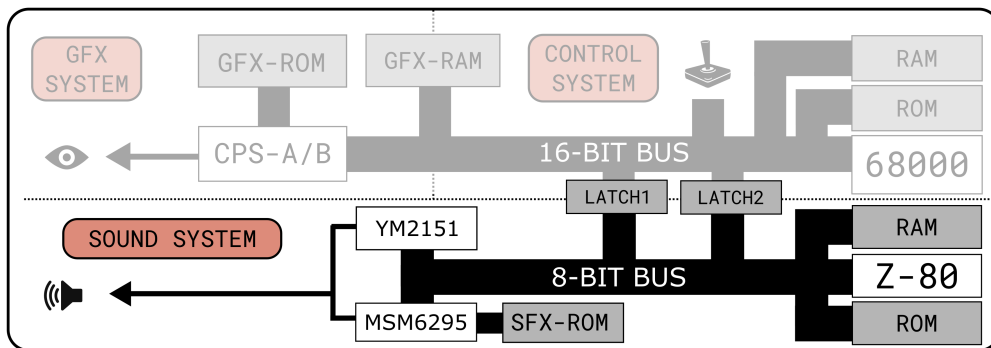 GFX
SYSTEM
GFX-ROM
GFX-RAM
CONTROL
SYSTEM
RAM
ROM
CPS-A/B
16-BIT BUS
68000
LATCH1
LATCH2
SOUND SYSTEM
YM2151
RAM
8-BIT BUS
Z-80
MSM6295
SFX-ROM
ROM